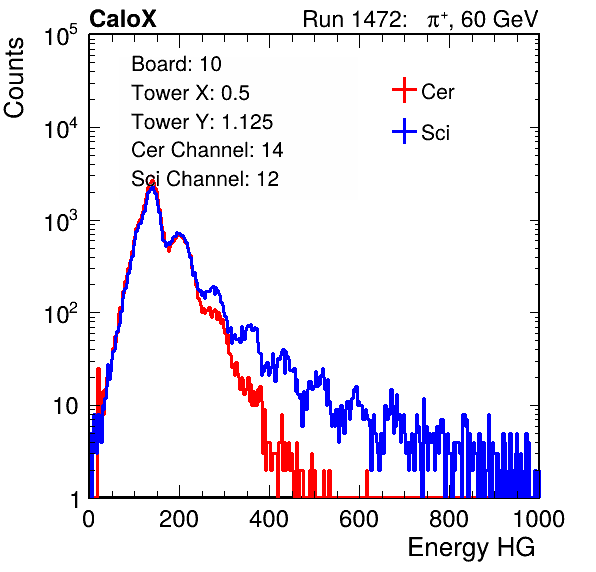 CaloX Run 1472: π⁺, 60 GeV
Counts
Board: 10
Tower X: 0.5
Tower Y: 1.125
Cer Channel: 14
Sci Channel: 12
Cer
Sci
10⁵
10⁴
10³
10²
10
1
0 200 400 600 800 1000
Energy HG